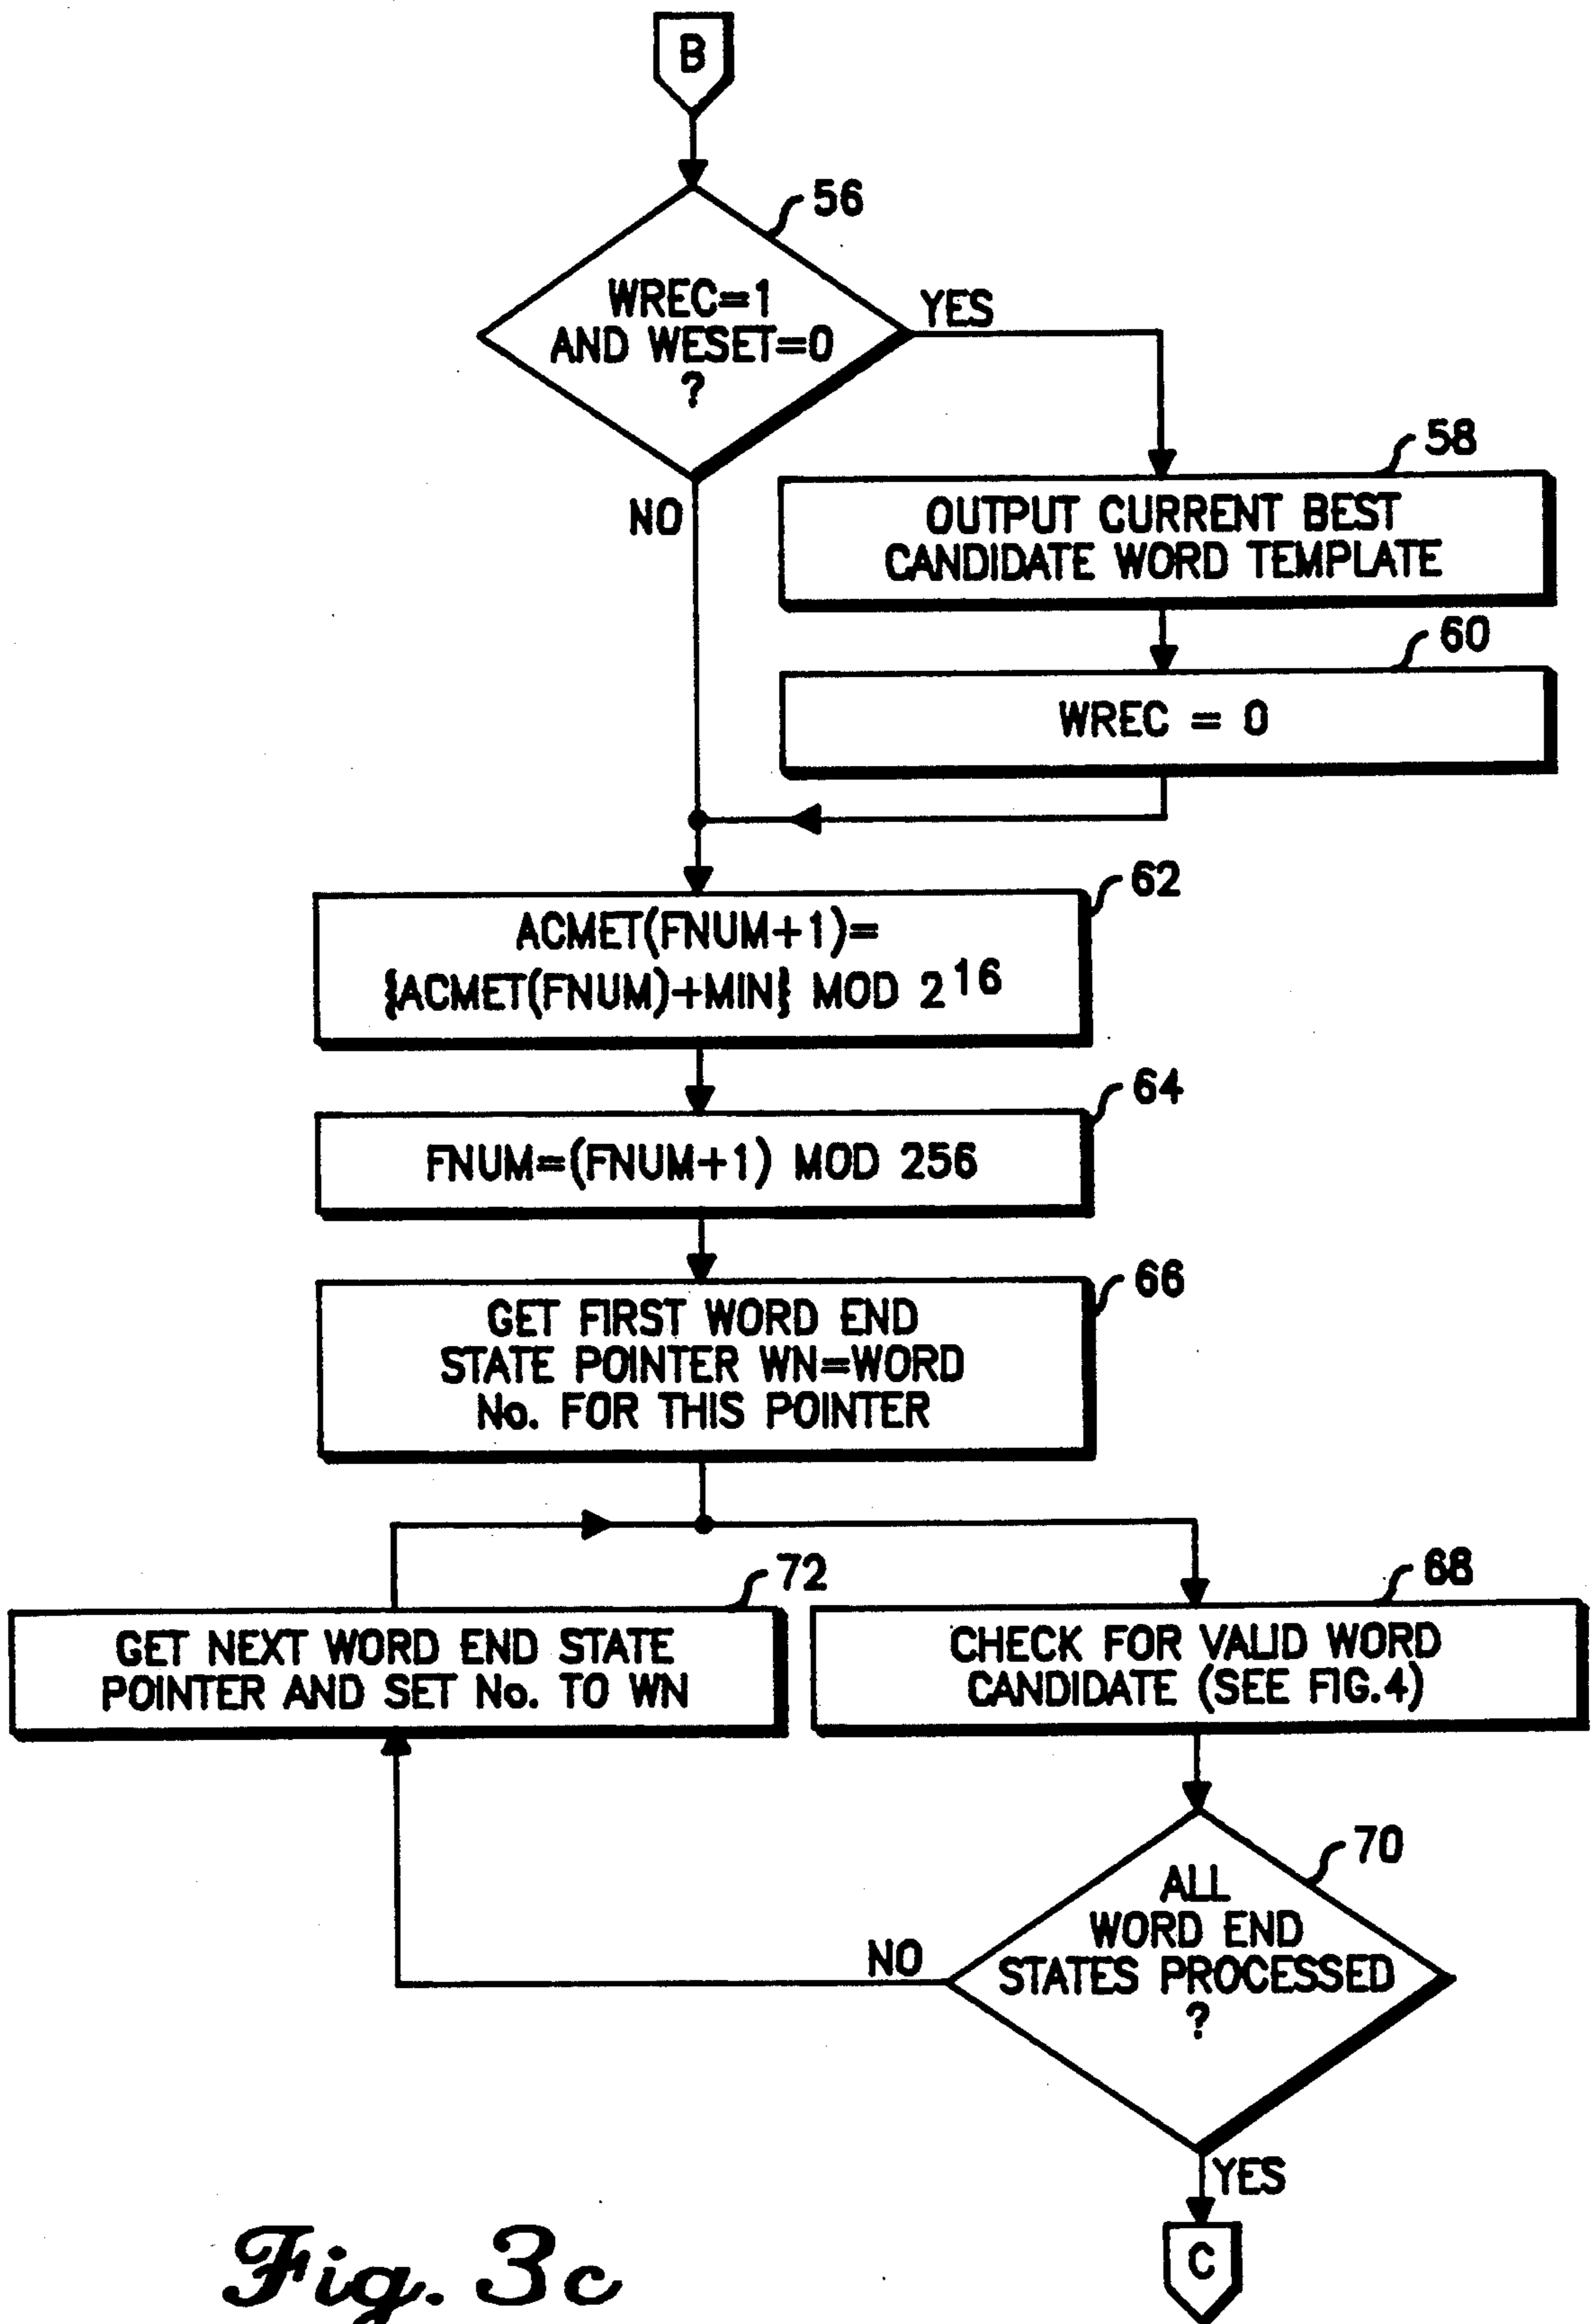 B
56
WREC=1
AND WESET=0
?
YES
NO
58
OUTPUT CURRENT BEST
CANDIDATE WORD TEMPLATE
60
WREC = 0
62
ACMET(FNUM+1)=
{ACMET(FNUM)+MIN} MOD 2^16
64
FNUM=(FNUM+1) MOD 256
66
GET FIRST WORD END
STATE POINTER WN=WORD
No. FOR THIS POINTER
72
GET NEXT WORD END STATE
POINTER AND SET No. TO WN
68
CHECK FOR VALID WORD
CANDIDATE (SEE FIG.4)
70
ALL
WORD END
STATES PROCESSED
?
NO
YES
C
Fig. 3c